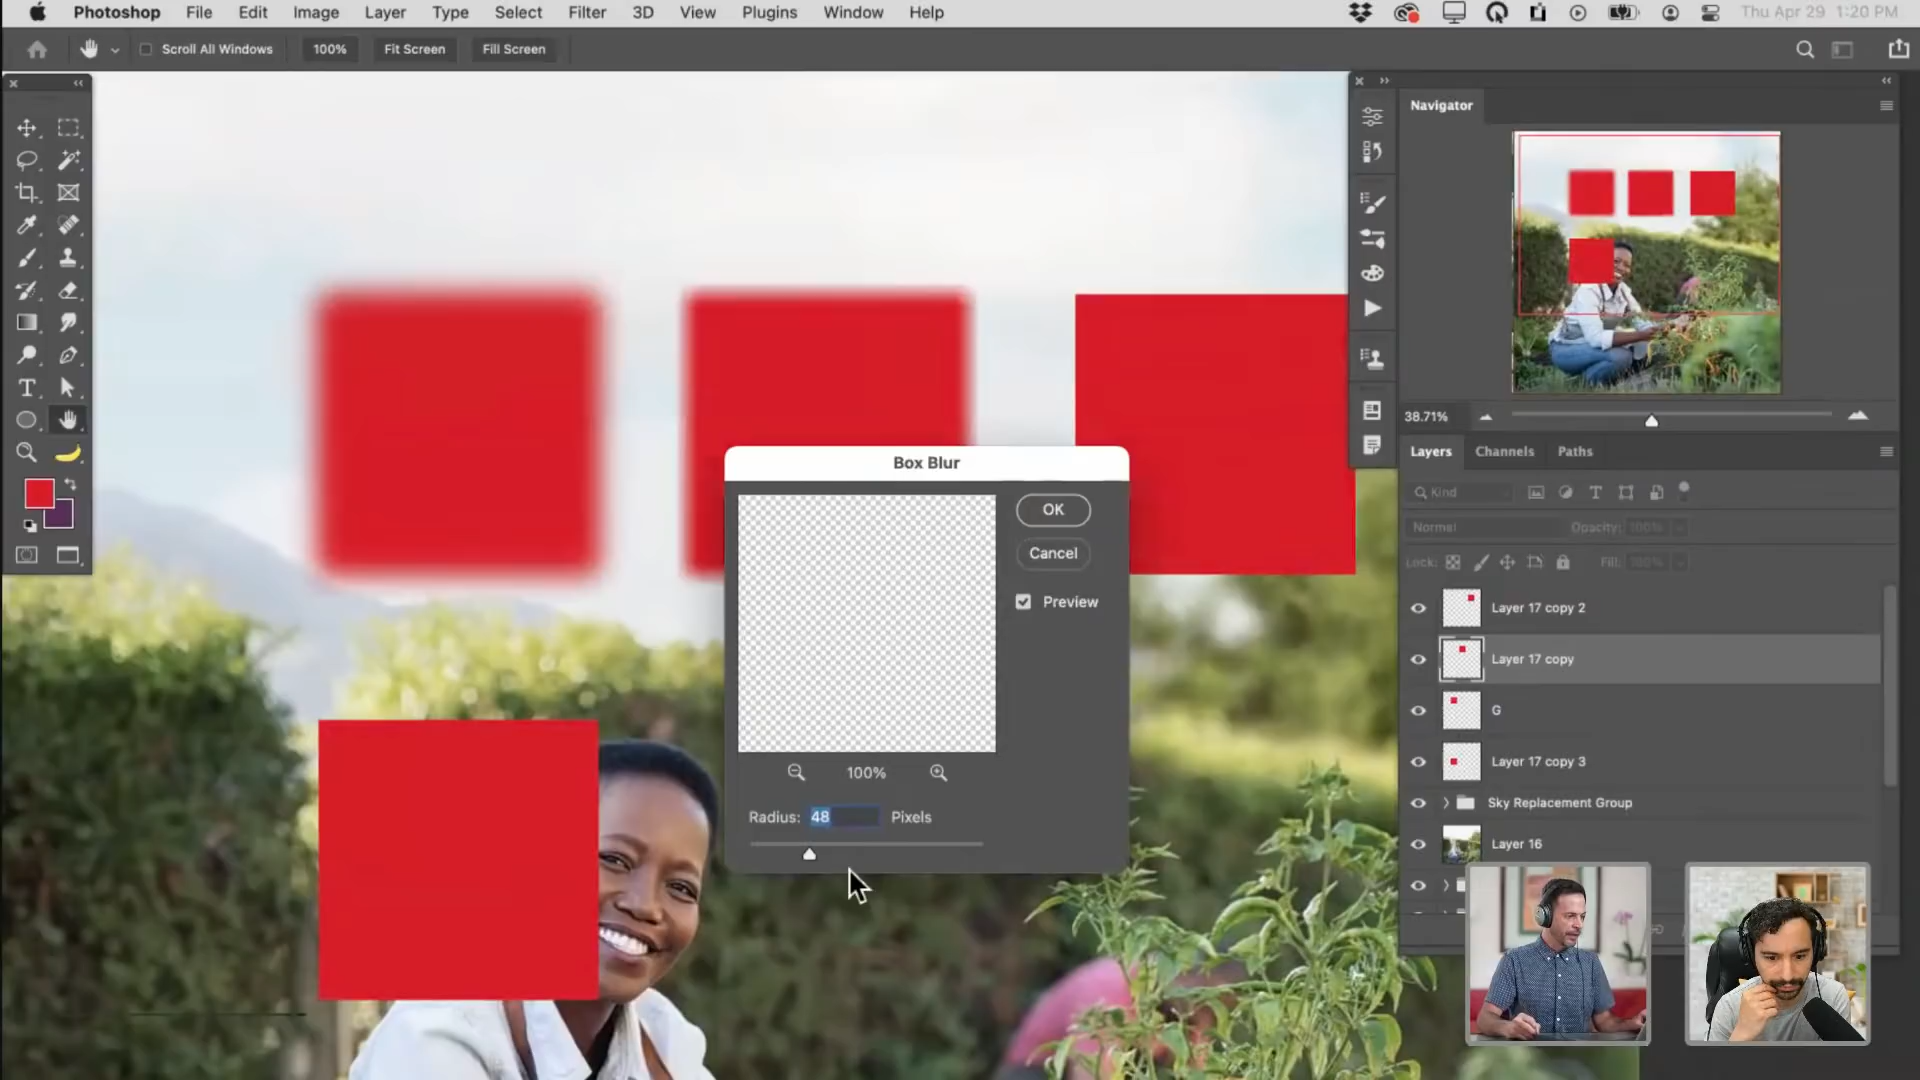 Photoshop File Edit Image Layer Type Select Filter 3D View Plugins Window Help Thu Apr 29 1:20 PM
Scroll All Windows 100% Fit Screen Fill Screen
Navigator
38.71%
Layers Channels Paths
Kind
Normal Opacity: 100%
Lock: Fill: 100%
Layer 17 copy 2
Layer 17 copy
G
Layer 17 copy 3
Sky Replacement Group
Layer 16
Box Blur
OK
Cancel
Preview
100%
Radius: 48 Pixels